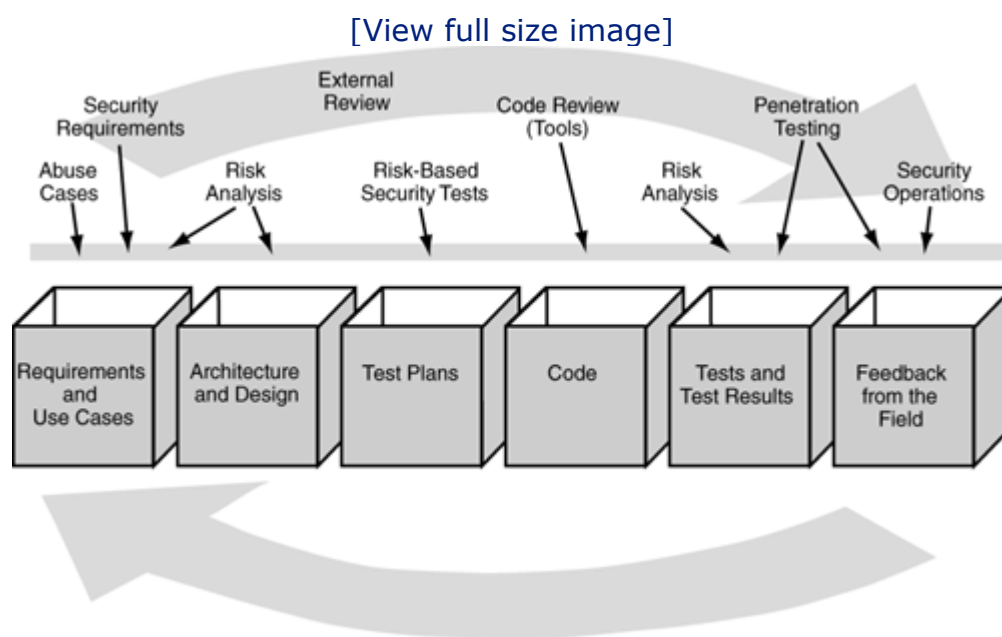 [View full size image]
External
Review
Security
Requirements
Code Review
(Tools)
Penetration
Testing
Abuse
Cases
Risk
Analysis
Risk-Based
Security Tests
Risk
Analysis
Security
Operations
Requirements
and
Use Cases
Architecture
and Design
Test Plans
Code
Tests and
Test Results
Feedback
from the
Field